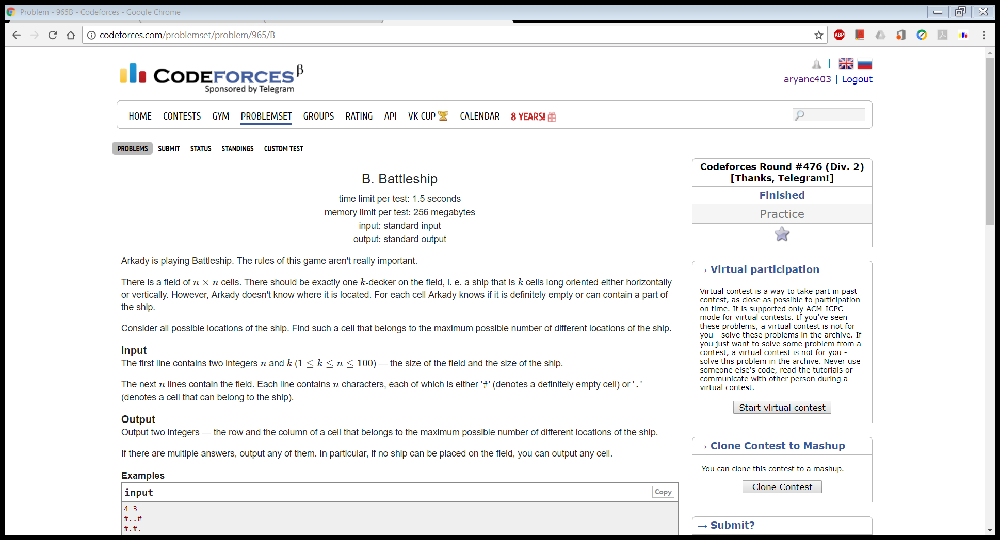 Problem - 965B - Codeforces - Google Chrome
codeforces.com/problemset/problem/965/B
ABP
CODEFORCES β
Sponsored by Telegram
|
aryanc403 | Logout
HOME CONTESTS GYM PROBLEMSET GROUPS RATING API VK CUP CALENDAR 8 YEARS!
PROBLEMS SUBMIT STATUS STANDINGS CUSTOM TEST
B. Battleship
time limit per test: 1.5 seconds
memory limit per test: 256 megabytes
input: standard input
output: standard output
Arkady is playing Battleship. The rules of this game aren't really important.
There is a field of n × n cells. There should be exactly one k-decker on the field, i. e. a ship that is k cells long oriented either horizontally
or vertically. However, Arkady doesn't know where it is located. For each cell Arkady knows if it is definitely empty or can contain a part of
the ship.
Consider all possible locations of the ship. Find such a cell that belongs to the maximum possible number of different locations of the ship.
Input
The first line contains two integers n and k (1 ≤ k ≤ n ≤ 100) — the size of the field and the size of the ship.
The next n lines contain the field. Each line contains n characters, each of which is either '#' (denotes a definitely empty cell) or '.'
(denotes a cell that can belong to the ship).
Output
Output two integers — the row and the column of a cell that belongs to the maximum possible number of different locations of the ship.
If there are multiple answers, output any of them. In particular, if no ship can be placed on the field, you can output any cell.
Examples
input
Copy
4 3
#..#
#.#.
Codeforces Round #476 (Div. 2)
[Thanks, Telegram!]
Finished
Practice
→ Virtual participation
Virtual contest is a way to take part in past
contest, as close as possible to participation
on time. It is supported only ACM-ICPC
mode for virtual contests. If you've seen
these problems, a virtual contest is not for
you - solve these problems in the archive. If
you just want to solve some problem from a
contest, a virtual contest is not for you -
solve this problem in the archive. Never use
someone else's code, read the tutorials or
communicate with other person during a
virtual contest.
Start virtual contest
→ Clone Contest to Mashup
You can clone this contest to a mashup.
Clone Contest
→ Submit?